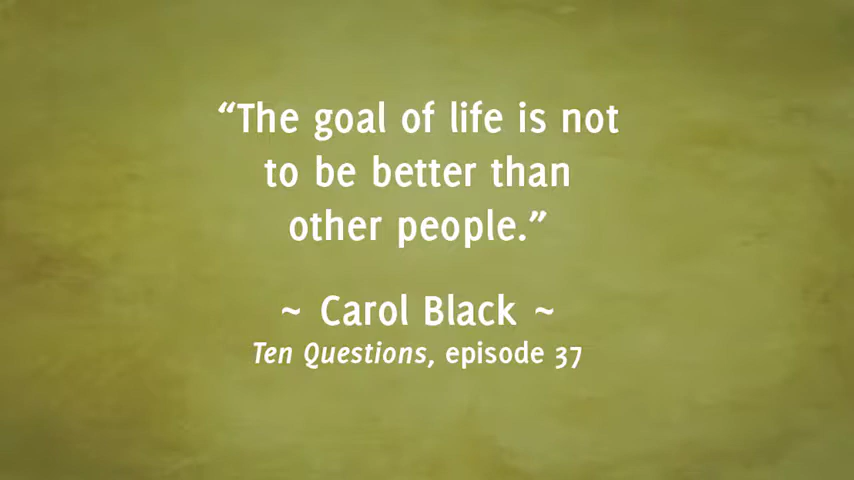 “The goal of life is not
to be better than
other people.”
~ Carol Black ~
Ten Questions, episode 37